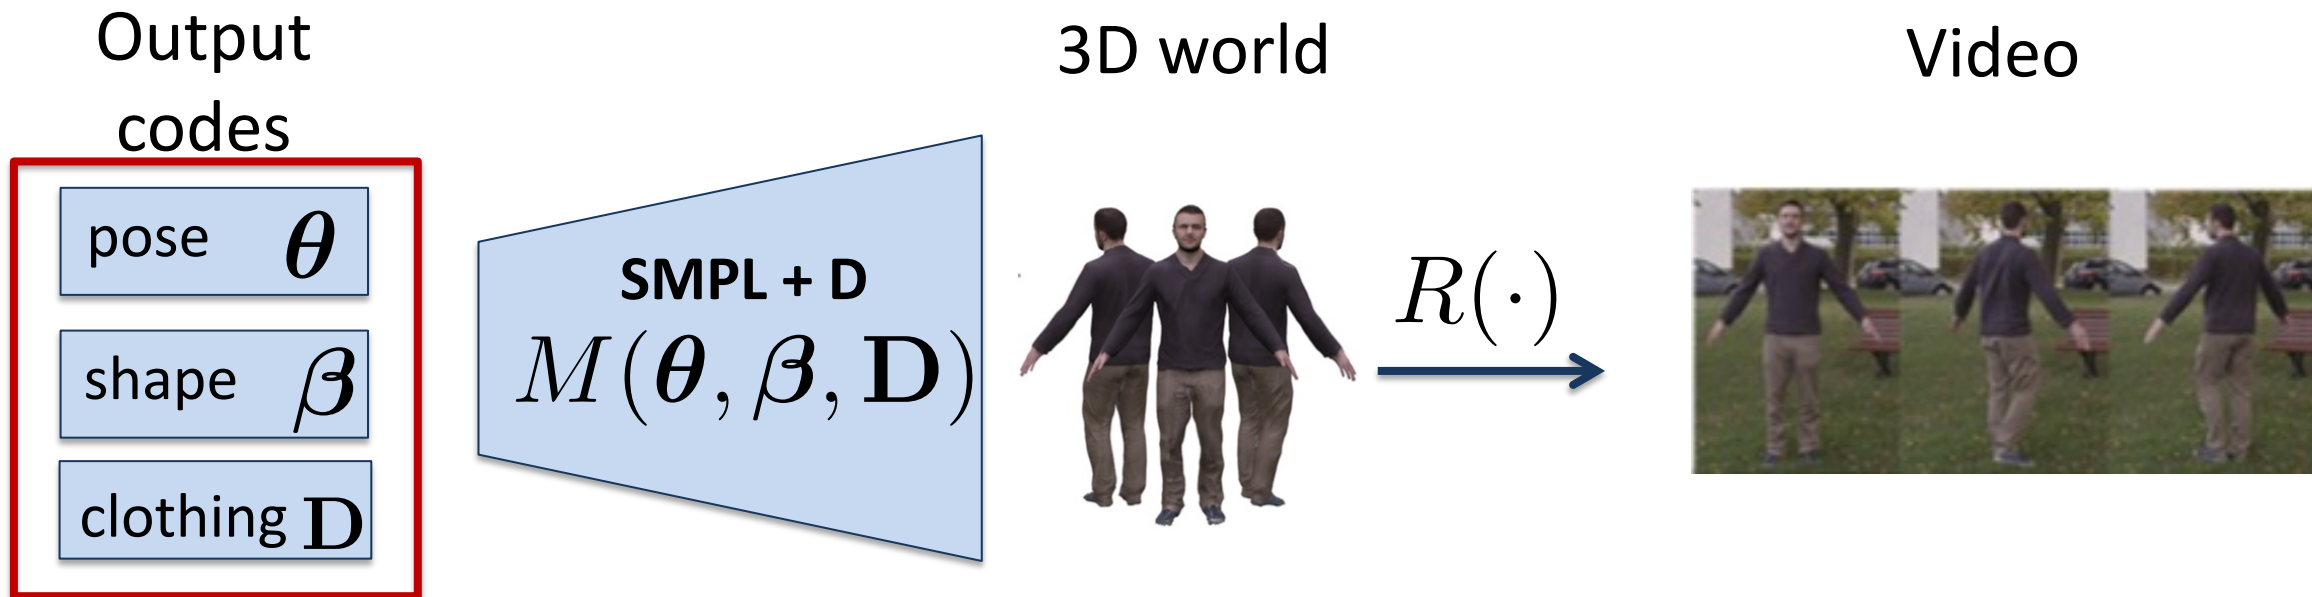 Output
codes
pose θ
shape β
clothing D
SMPL + D
M(θ, β, D)
3D world
R(·)
Video